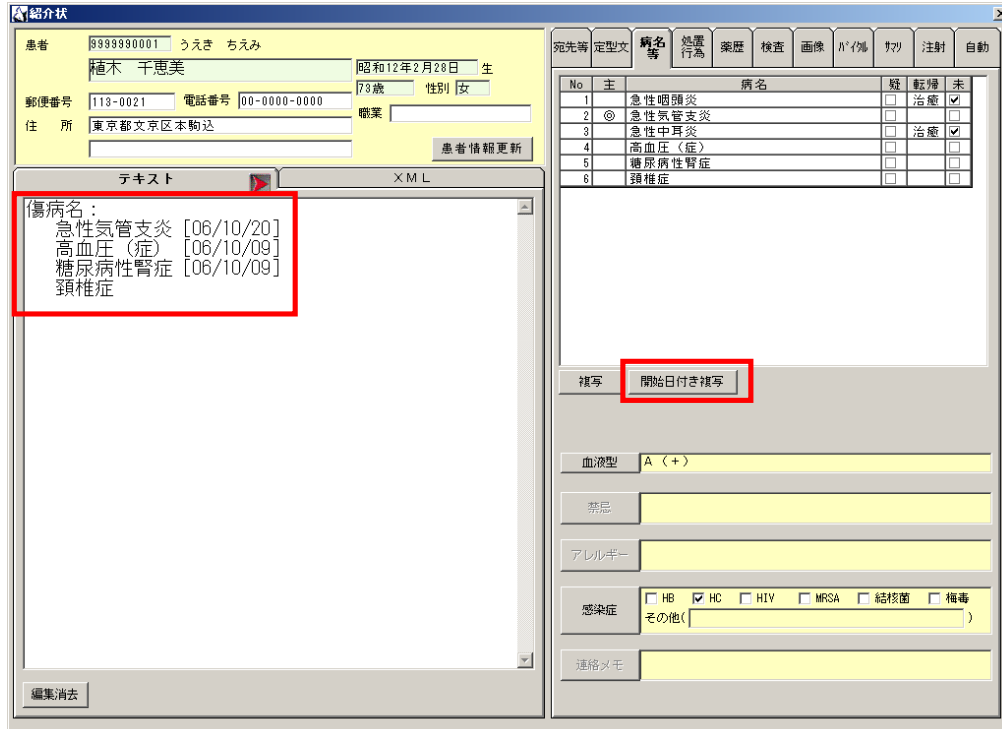 紹介状
患者 9999990001 うえき ちえみ
植木 千恵美 昭和12年2月28日 生
73歳 性別 女
郵便番号 113-0021 電話番号 00-0000-0000
職業
住 所 東京都文京区本駒込
患者情報更新
テキスト XML
傷病名:
急性気管支炎 [06/10/20]
高血圧(症) [06/10/09]
糖尿病性腎症 [06/10/09]
頚椎症
編集消去
宛先等 定型文 病名等 処置行為 薬歴 検査 画像 ﾊﾞｲﾀﾙ ｻﾏﾘ 注射 自動
No 主 病名 疑 転帰 未
1 急性咽頭炎 治癒
2 ◎ 急性気管支炎
3 急性中耳炎 治癒
4 高血圧(症)
5 糖尿病性腎症
6 頚椎症
複写 開始日付き複写
血液型 A (+)
禁忌
アレルギー
感染症 HB HC HIV MRSA 結核菌 梅毒
その他( )
連絡メモ